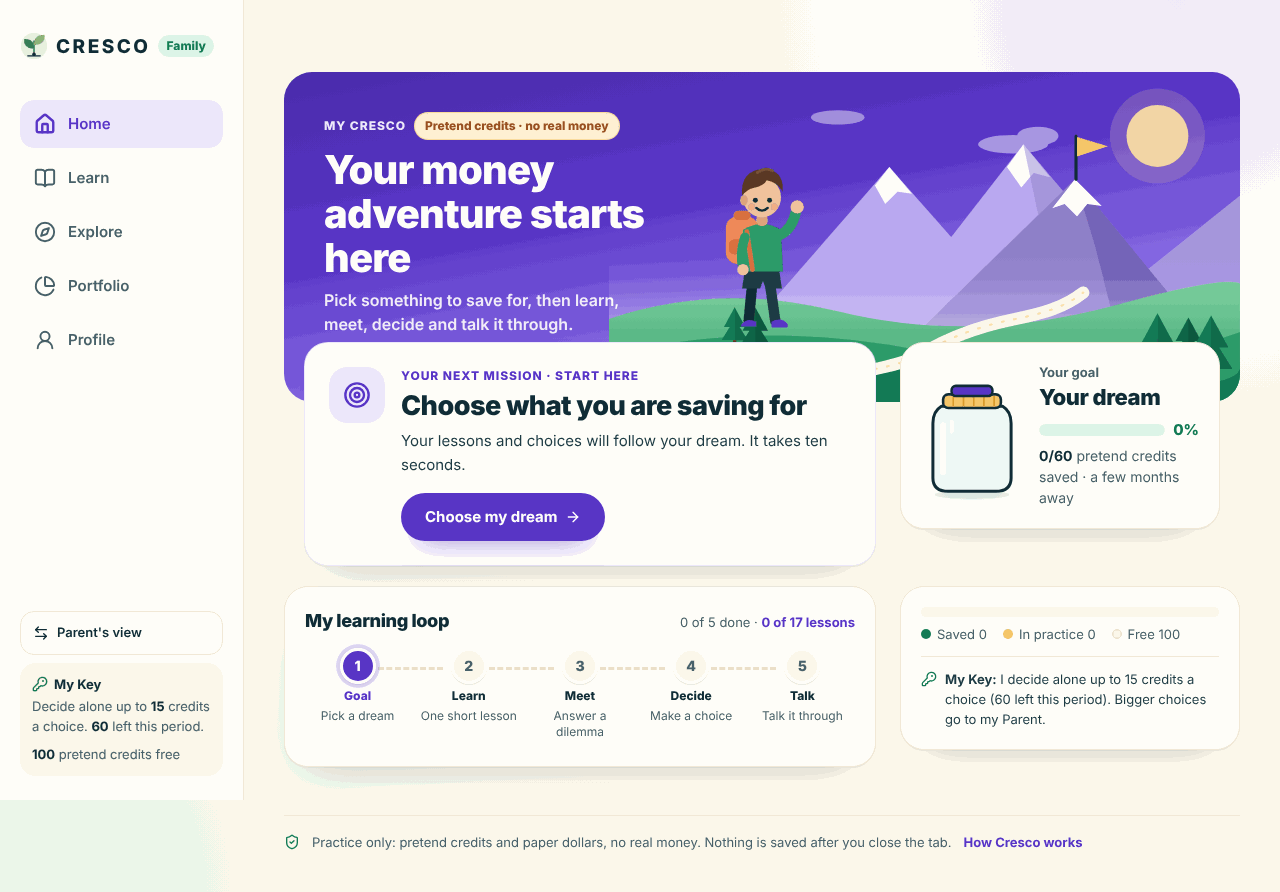 CRESCO Family
Home
Learn
Explore
Portfolio
Profile
Parent's view
My Key
Decide alone up to 15 credits
a choice. 60 left this period.
100 pretend credits free
MY CRESCO Pretend credits · no real money
Your money
adventure starts
here
Pick something to save for, then learn,
meet, decide and talk it through.
YOUR NEXT MISSION · START HERE
Choose what you are saving for
Your lessons and choices will follow your dream. It takes ten
seconds.
Choose my dream
Your goal
Your dream
0%
0/60 pretend credits
saved · a few months
away
My learning loop
0 of 5 done · 0 of 17 lessons
1 2 3 4 5
Goal Learn Meet Decide Talk
Pick a dream One short lesson Answer a Make a choice Talk it through
dilemma
Saved 0 In practice 0 Free 100
My Key: I decide alone up to 15 credits a
choice (60 left this period). Bigger choices
go to my Parent.
Practice only: pretend credits and paper dollars, no real money. Nothing is saved after you close the tab. How Cresco works